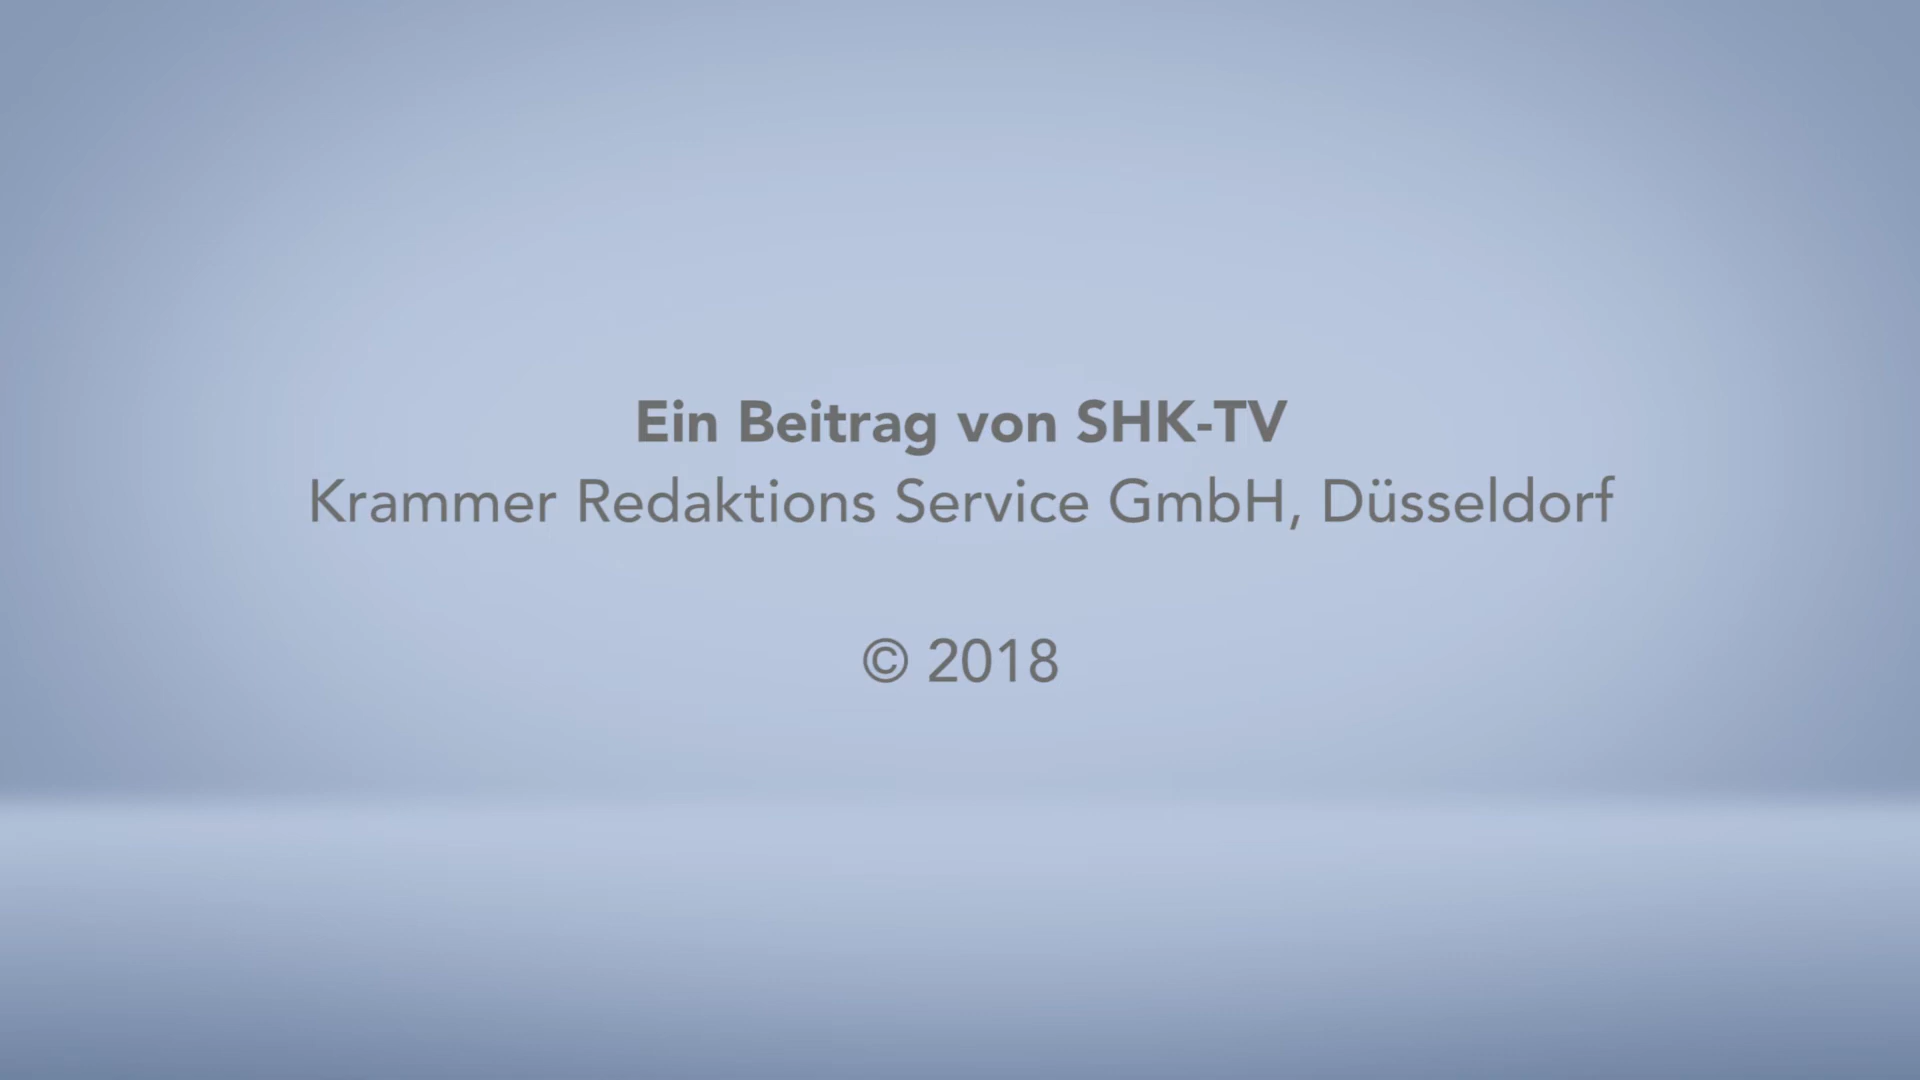 Ein Beitrag von SHK-TV
Krammer Redaktions Service GmbH, Düsseldorf
© 2018